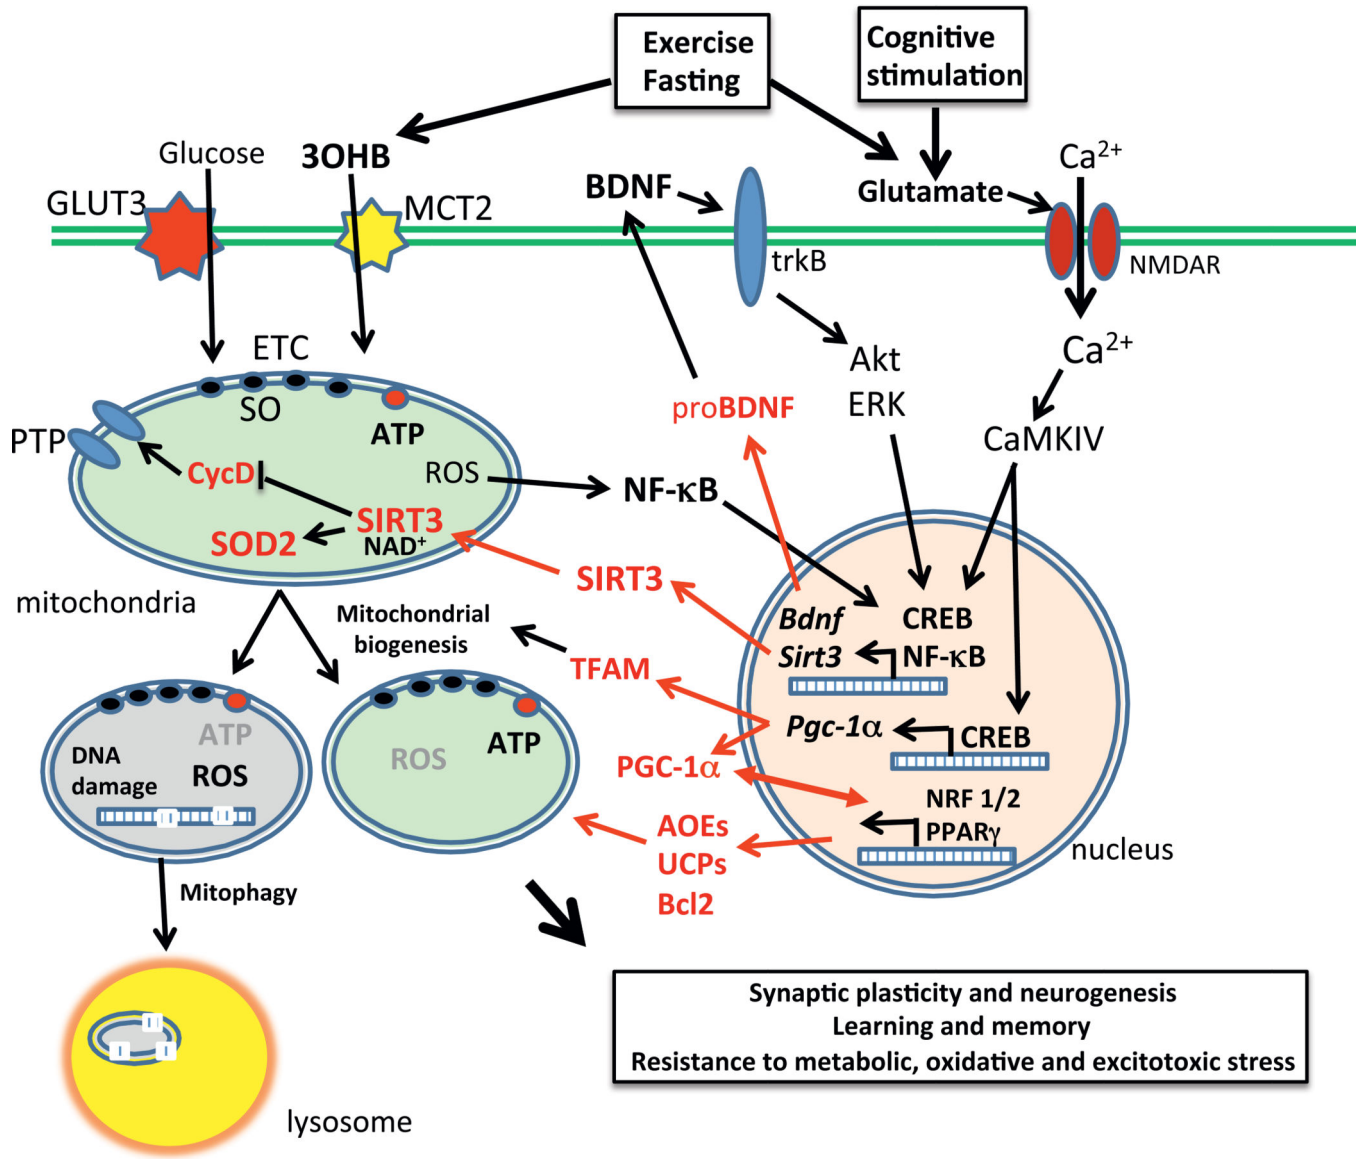 Exercise
Fasting
Cognitive
stimulation
Glucose
3OHB
Ca2+
BDNF
Glutamate
GLUT3
MCT2
trkB
NMDAR
ETC
Ca2+
Akt
ERK
SO
proBDNF
ATP
CaMKIV
PTP
CycD
ROS
NF-κB
SIRT3
NAD+
SOD2
SIRT3
mitochondria
Mitochondrial
biogenesis
Bdnf
CREB
Sirt3
NF-κB
TFAM
Pgc-1α
CREB
ATP
ROS
DNA
damage
ROS
ATP
PGC-1α
NRF 1/2
PPARγ
AOEs
UCPs
Bcl2
nucleus
Mitophagy
Synaptic plasticity and neurogenesis
Learning and memory
Resistance to metabolic, oxidative and excitotoxic stress
lysosome